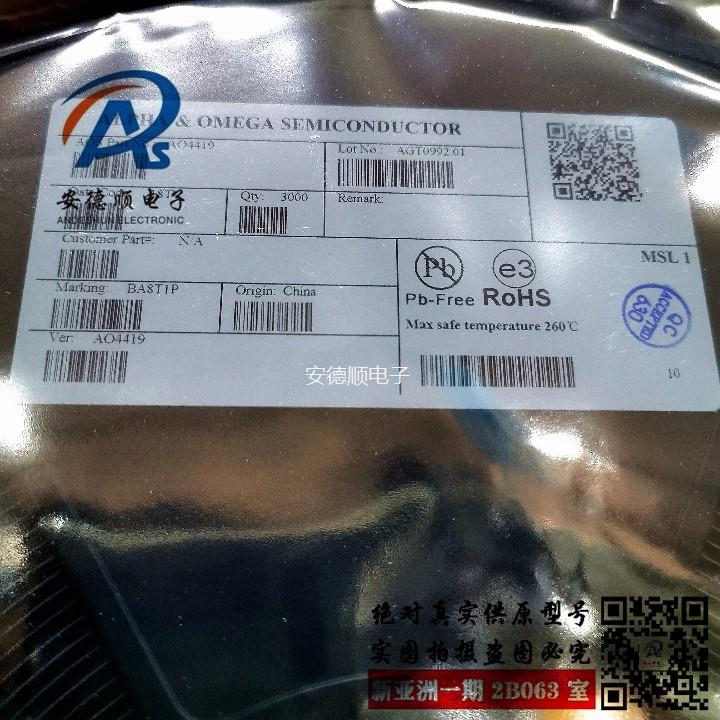 ALPHA & OMEGA SEMICONDUCTOR
AO4419
Lot No.: AGT0992.01
安德顺电子
ANDESHUN ELECTRONIC
Qty: 3000
Remark:
Customer Part#: N/A
MSL 1
Pb
e3
Pb-Free RoHS
Marking: BA8T1P
Origin: China
Max safe temperature 260℃
QC
ACCEPTED
630
Ver: AO4419
10
安德顺电子
绝对真实供原型号
实图拍摄盗图必究
新亚洲一期 2B063 室